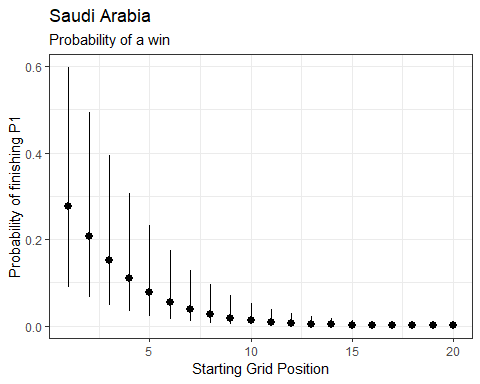 Saudi Arabia
Probability of a win
Probability of finishing P1
0.6
0.4
0.2
0.0
5
10
15
20
Starting Grid Position